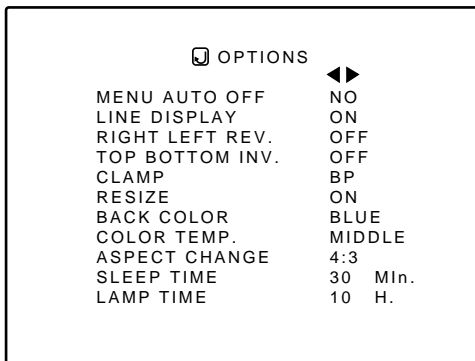 OPTIONS
MENU AUTO OFF NO
LINE DISPLAY ON
RIGHT LEFT REV. OFF
TOP BOTTOM INV. OFF
CLAMP BP
RESIZE ON
BACK COLOR BLUE
COLOR TEMP. MIDDLE
ASPECT CHANGE 4:3
SLEEP TIME 30 MIn.
LAMP TIME 10 H.